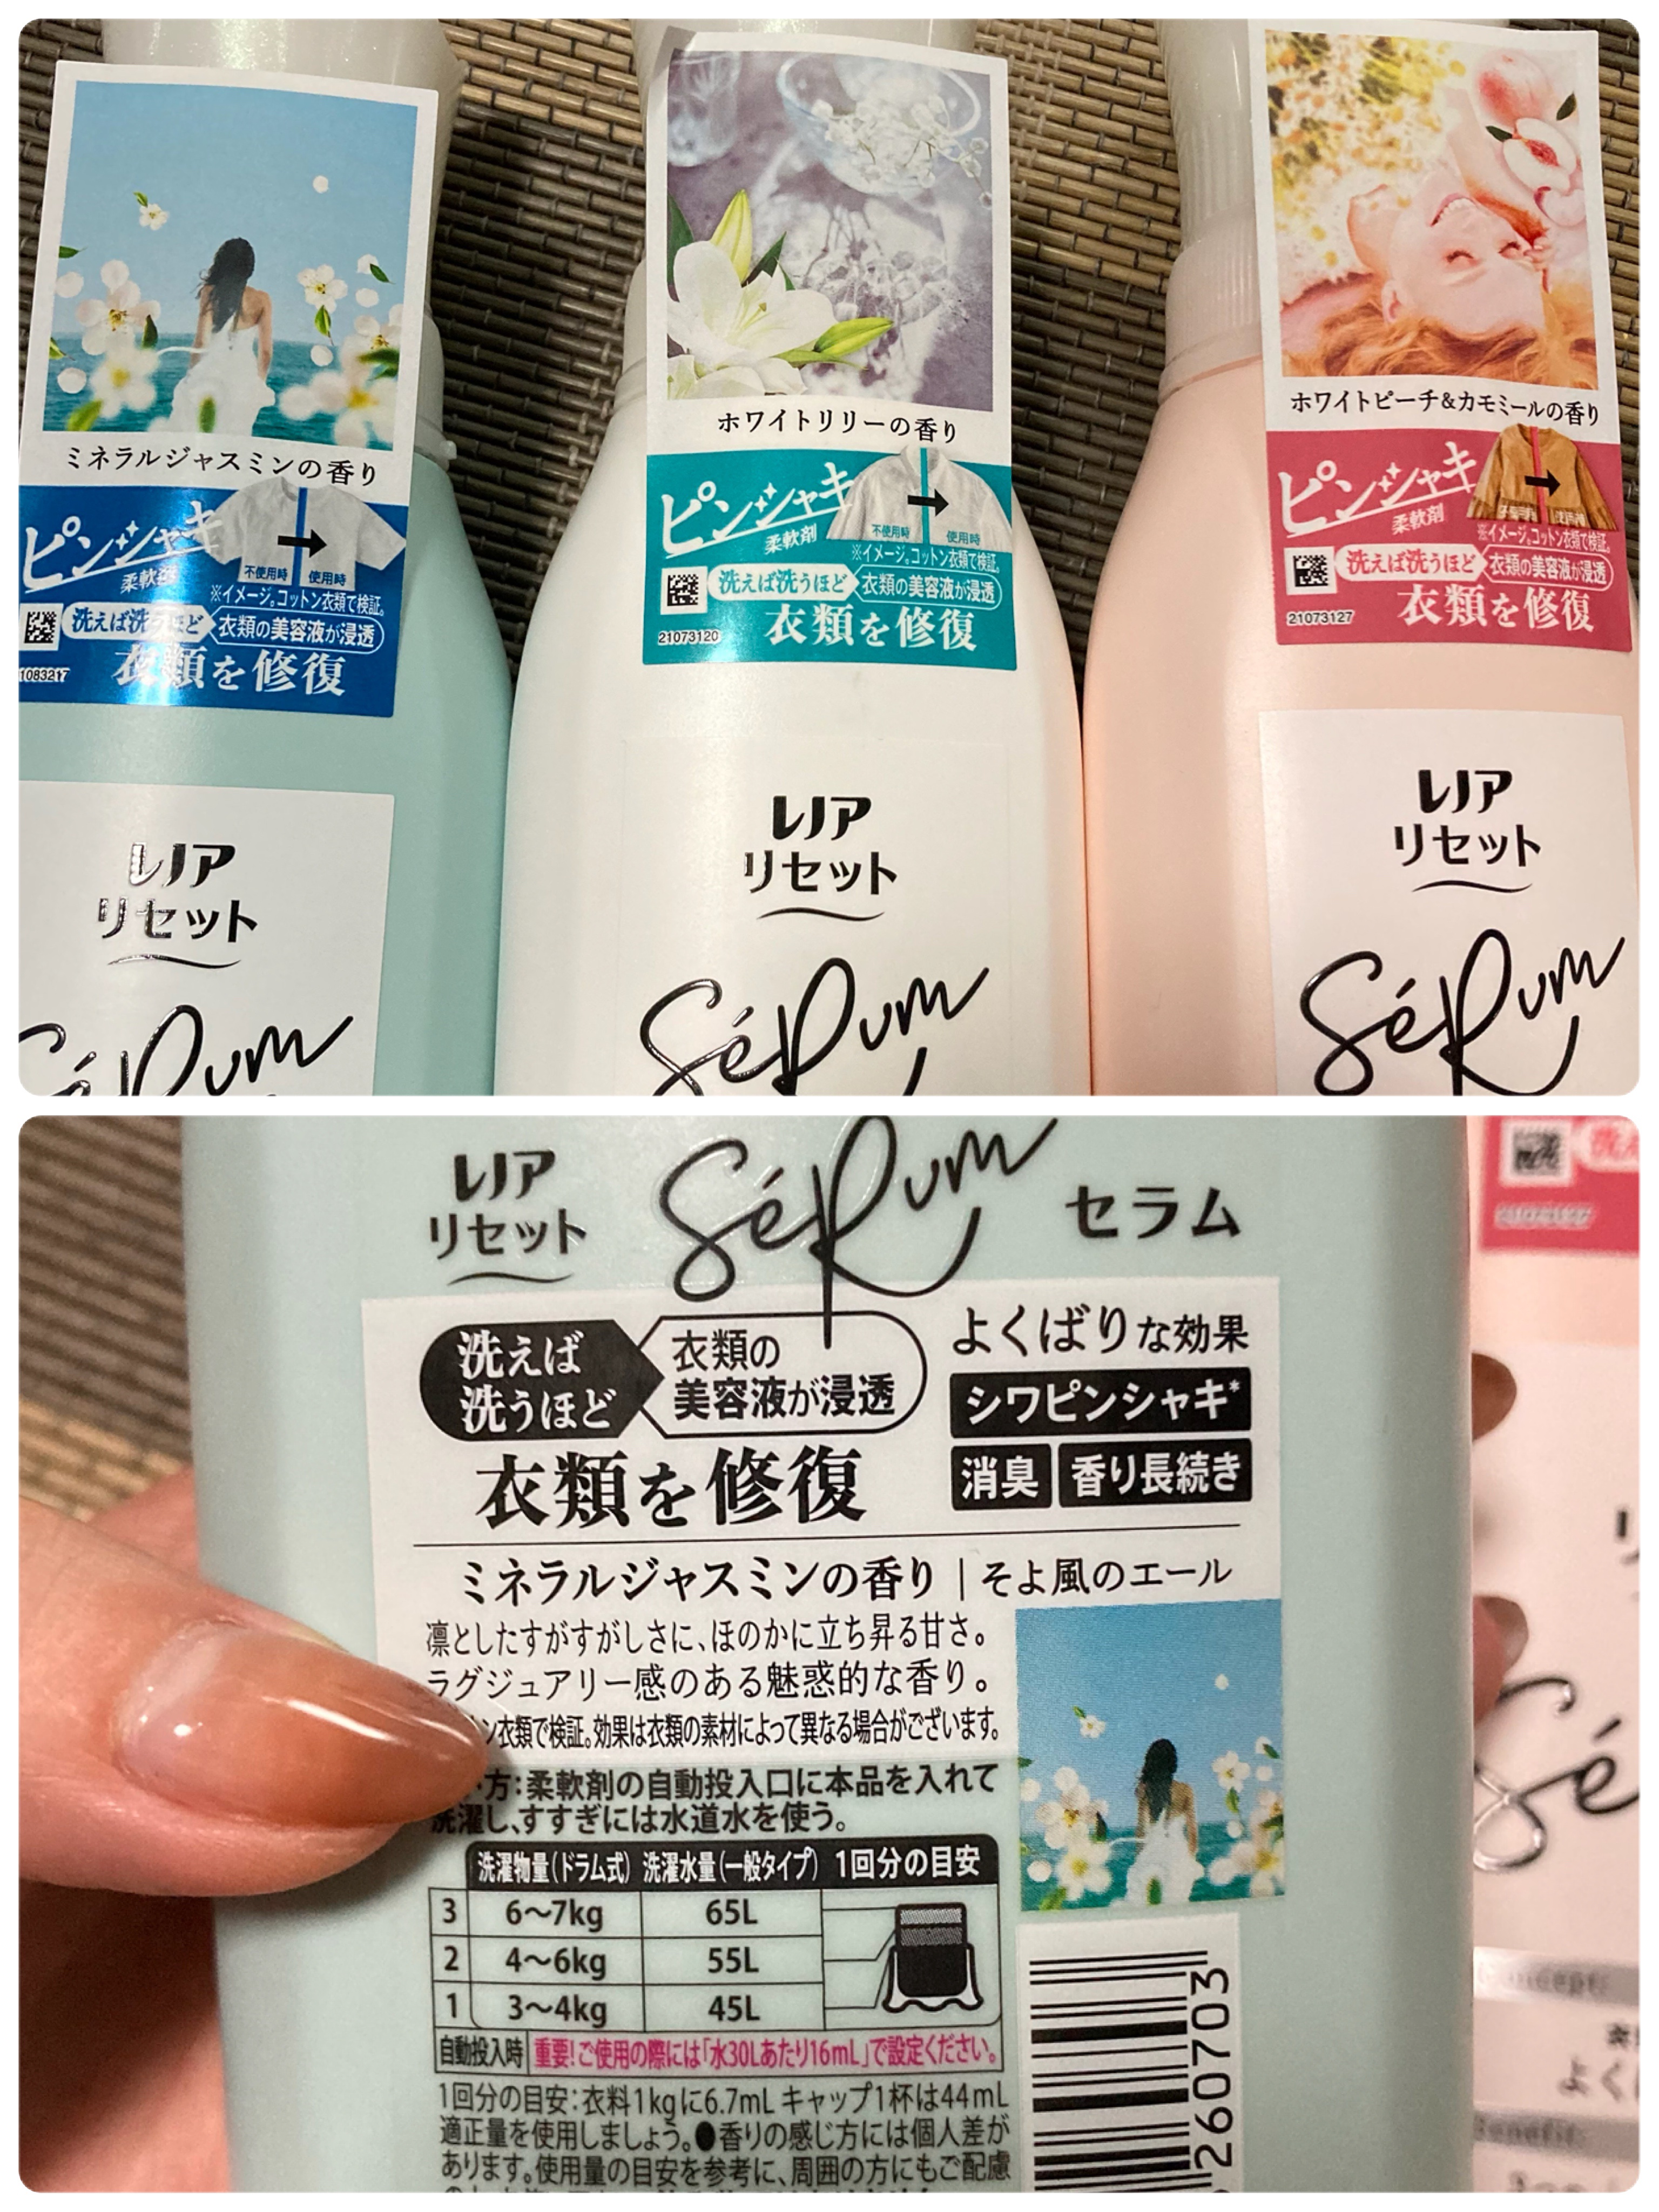 ミネラルジャスミンの香り
ピンシャキ
柔軟剤
不使用時
使用時
※イメージ。コットン衣類で検証。
洗えば洗うほど
衣類の美容液が浸透
衣類を修復
1083217
レノア
リセット
Sérum
ホワイトリリーの香り
ピンシャキ
柔軟剤
不使用時
使用時
※イメージ。コットン衣類で検証。
洗えば洗うほど
衣類の美容液が浸透
21073120
衣類を修復
レノア
リセット
Sérum
ホワイトピーチ&カモミールの香り
ピンシャキ
柔軟剤
不使用時
使用時
※イメージ。コットン衣類で検証。
洗えば洗うほど
衣類の美容液が浸透
21073127
衣類を修復
レノア
リセット
Sérum
レノア
リセット
Sérum
セラム
洗えば
洗うほど
衣類の
美容液が浸透
衣類を修復
よくばりな効果
シワピンシャキ*
消臭
香り長続き
ミネラルジャスミンの香り | そよ風のエール
凛としたすがすがしさに、ほのかに立ち昇る甘さ。
ラグジュアリー感のある魅惑的な香り。
ン衣類で検証。効果は衣類の素材によって異なる場合がございます。
方:柔軟剤の自動投入口に本品を入れて
洗濯し、すすぎには水道水を使う。
洗濯物量(ドラム式) 洗濯水量(一般タイプ) 1回分の目安
3 6〜7kg 65L
2 4〜6kg 55L
1 3〜4kg 45L
自動投入時 重要!ご使用の際には「水30Lあたり16mL」で設定ください。
1回分の目安:衣料1kgに6.7mL キャップ1杯は44mL
適正量を使用しましょう。●香りの感じ方には個人差が
あります。使用量の目安を参考に、周囲の方にもご配慮
260703
Sé
よく